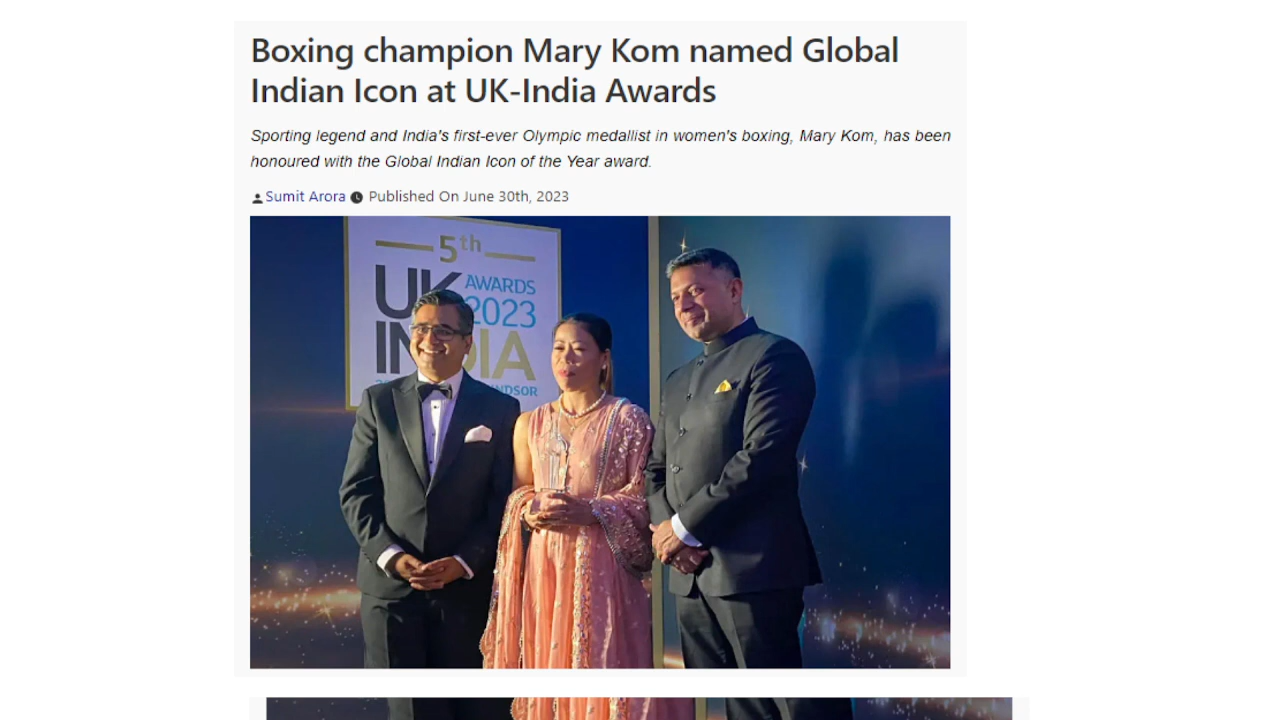 Boxing champion Mary Kom named Global
Indian Icon at UK-India Awards
Sporting legend and India's first-ever Olympic medallist in women's boxing, Mary Kom, has been
honoured with the Global Indian Icon of the Year award.
Sumit Arora Published On June 30th, 2023
5th
UK AWARDS
2023
INDIA
NDSOR